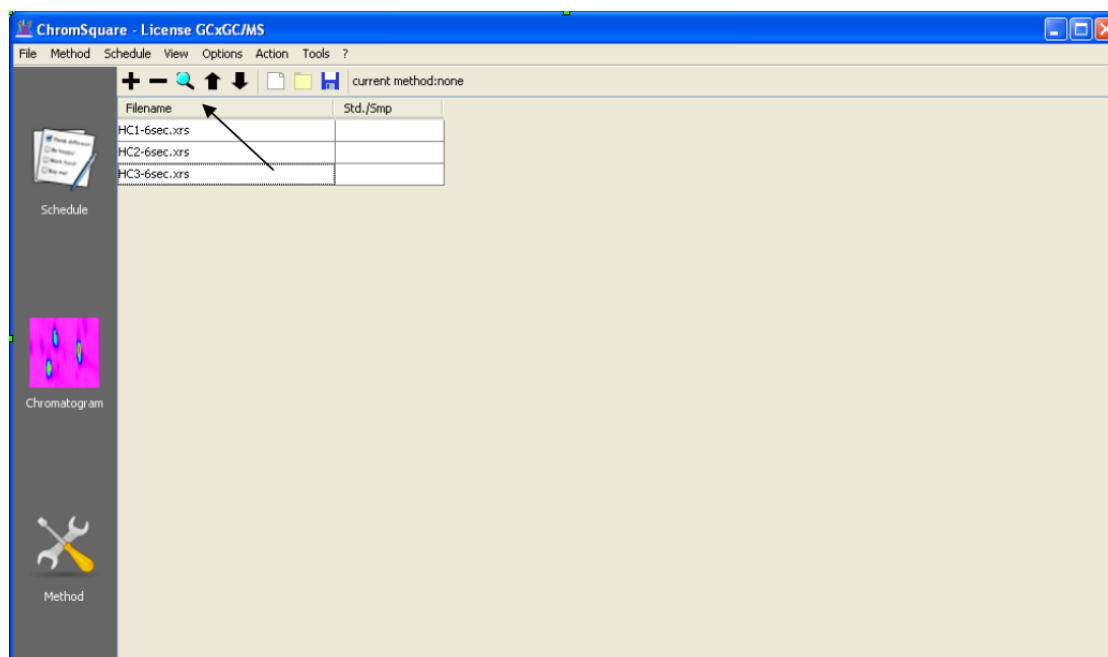 ChromSquare - License GCxGC/MS
File Method Schedule View Options Action Tools ?
current method:none
Filename Std./Smp
HC1-6sec.xrs
HC2-6sec.xrs
HC3-6sec.xrs
Schedule
Chromatogram
Method